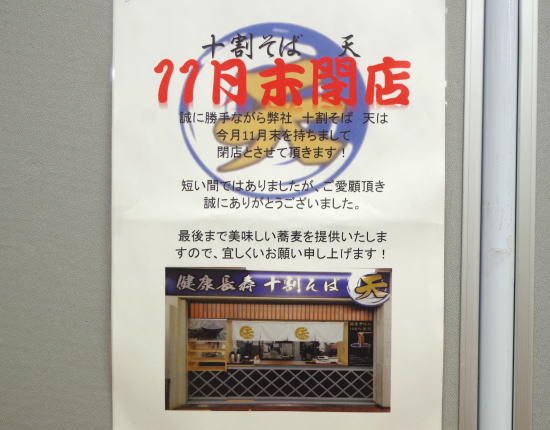 十割そば　天
11月末閉店
誠に勝手ながら弊社　十割そば　天は
今月11月末を持ちまして
閉店とさせて頂きます！
短い間ではありましたが、ご愛願頂き
誠にありがとうございました。
最後まで美味しい蕎麦を提供いたしま
すので、宜しくいお願い申し上げます！
健康長寿 十割そば 天